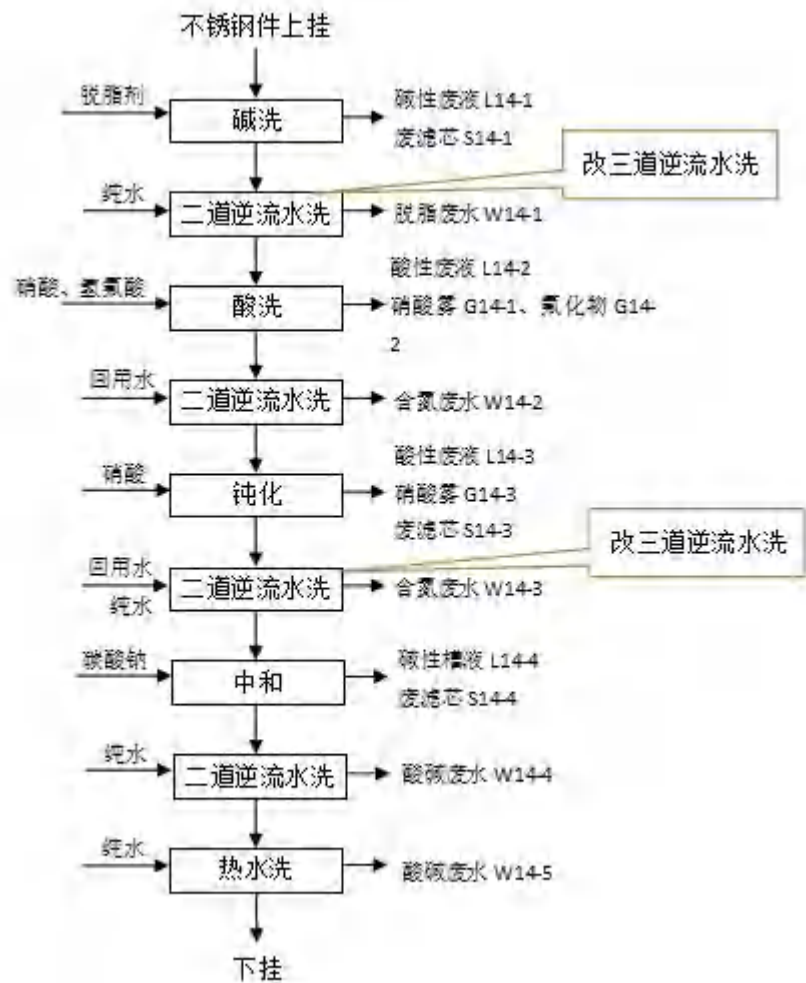 不锈钢件上挂
脱脂剂
碱洗
碱性废液 L14-1
废滤芯 S14-1
改三道逆流水洗
纯水
二道逆流水洗
脱脂废水 W14-1
硝酸、氢氟酸
酸洗
酸性废液 L14-2
硝酸雾 G14-1、氟化物 G14-
2
回用水
二道逆流水洗
含氮废水 W14-2
硝酸
钝化
酸性废液 L14-3
硝酸雾 G14-3
废滤芯 S14-3
改三道逆流水洗
回用水
纯水
二道逆流水洗
含氮废水 W14-3
碳酸钠
中和
碱性槽液 L14-4
废滤芯 S14-4
纯水
二道逆流水洗
酸碱废水 W14-4
纯水
热水洗
酸碱废水 W14-5
下挂